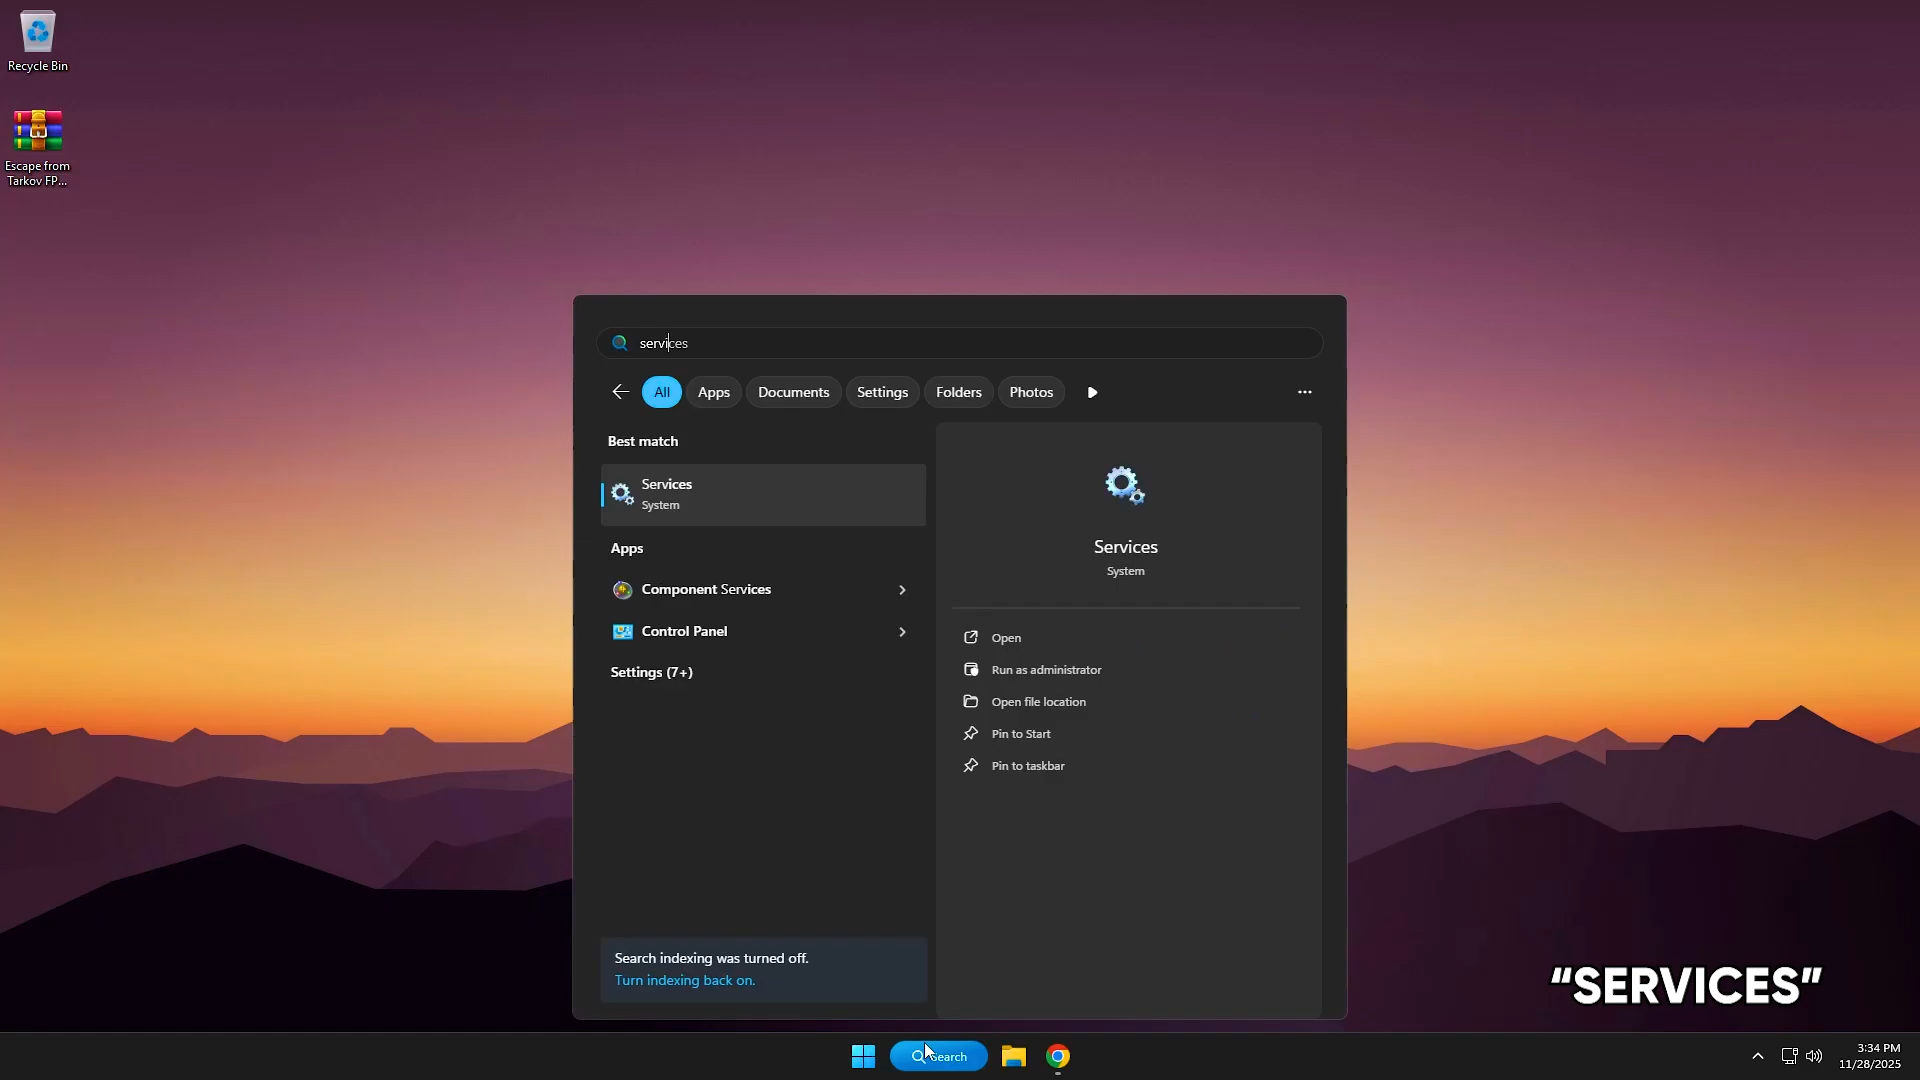 Recycle Bin
Escape from
Tarkov FP...
services
All
Apps
Documents
Settings
Folders
Photos
Best match
Services
System
Apps
Component Services
Control Panel
Settings (7+)
Search indexing was turned off.
Turn indexing back on.
Services
System
Open
Run as administrator
Open file location
Pin to Start
Pin to taskbar
“SERVICES”
Search
3:34 PM
11/28/2025